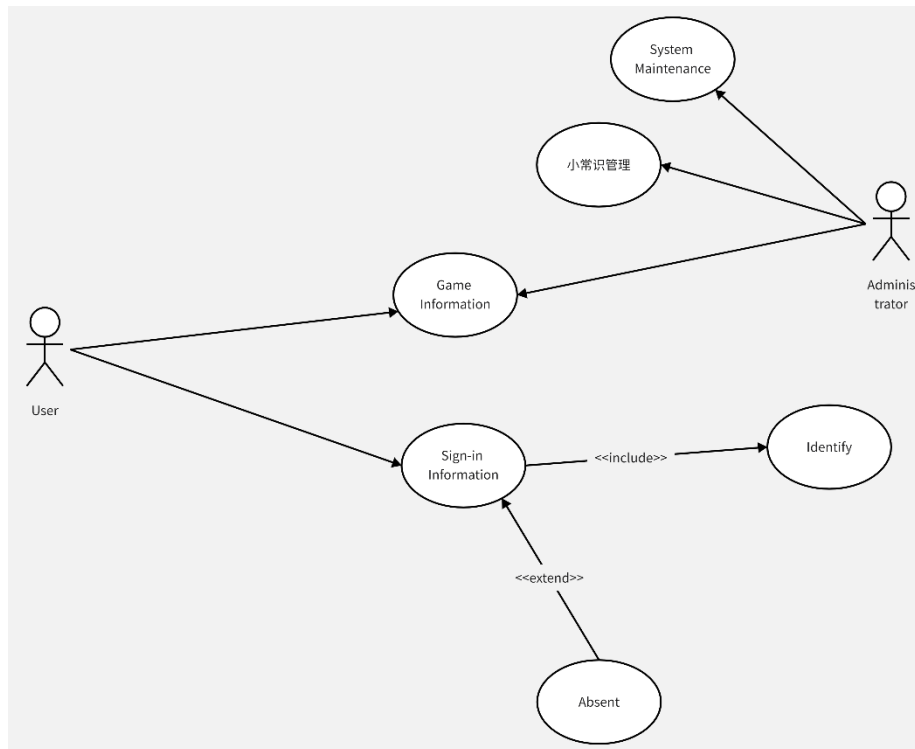 System
Maintenance
小常识管理
Adminis
trator
Game
Information
User
Sign-in
Information
<<include>>
Identify
<<extend>>
Absent